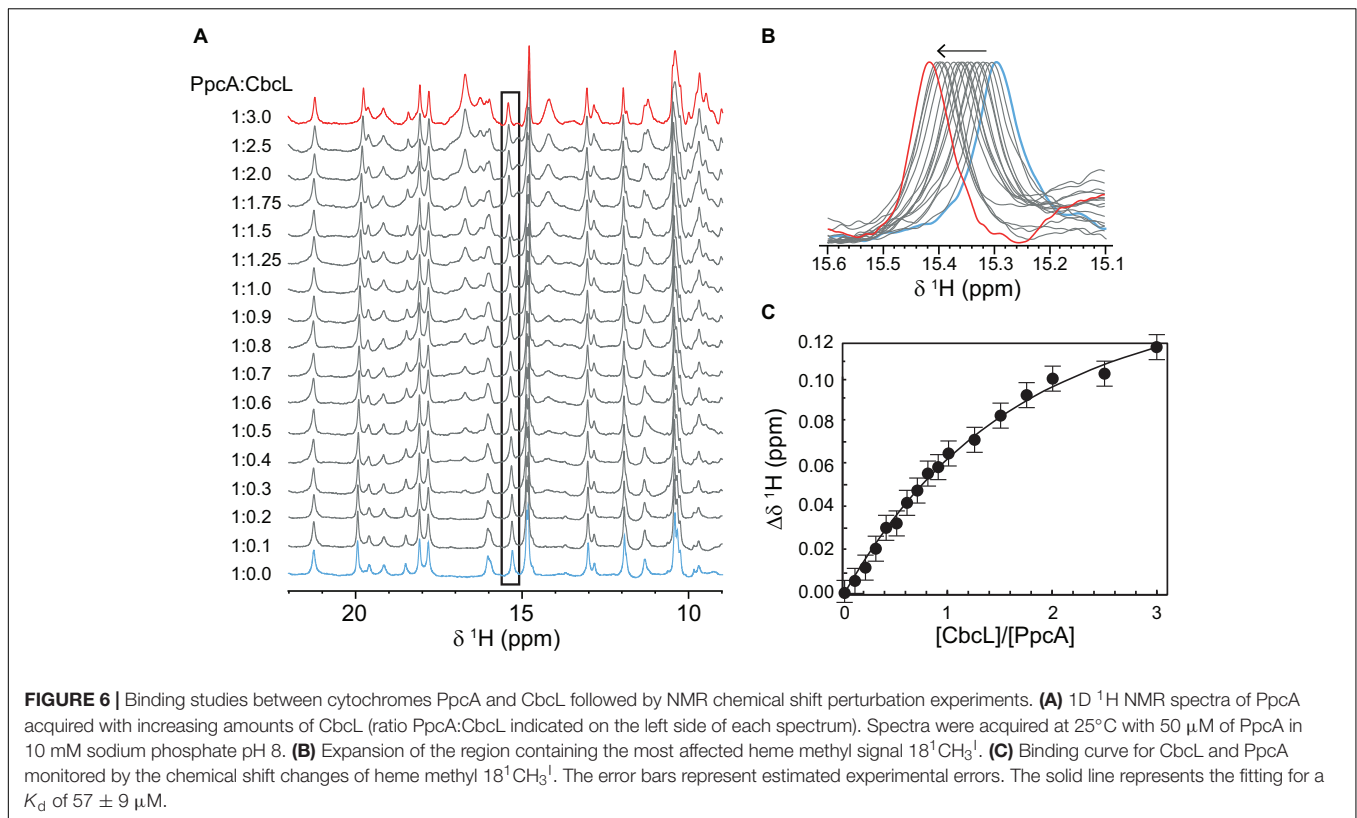 A
PpcA:CbcL
1:3.0
1:2.5
1:2.0
1:1.75
1:1.5
1:1.25
1:1.0
1:0.9
1:0.8
1:0.7
1:0.6
1:0.5
1:0.4
1:0.3
1:0.2
1:0.1
1:0.0
20 15 10
δ ¹H (ppm)
B
15.6 15.5 15.4 15.3 15.2 15.1
δ ¹H (ppm)
C
0.12
0.10
0.08
0.06
0.04
0.02
0.00
Δδ ¹H (ppm)
0 1 2 3
[CbcL]/[PpcA]
FIGURE 6 | Binding studies between cytochromes PpcA and CbcL followed by NMR chemical shift perturbation experiments. (A) 1D ¹H NMR spectra of PpcA
acquired with increasing amounts of CbcL (ratio PpcA:CbcL indicated on the left side of each spectrum). Spectra were acquired at 25°C with 50 μM of PpcA in
10 mM sodium phosphate pH 8. (B) Expansion of the region containing the most affected heme methyl signal 18¹CH₃ᴵ. (C) Binding curve for CbcL and PpcA
monitored by the chemical shift changes of heme methyl 18¹CH₃ᴵ. The error bars represent estimated experimental errors. The solid line represents the fitting for a
Kd of 57 ± 9 μM.